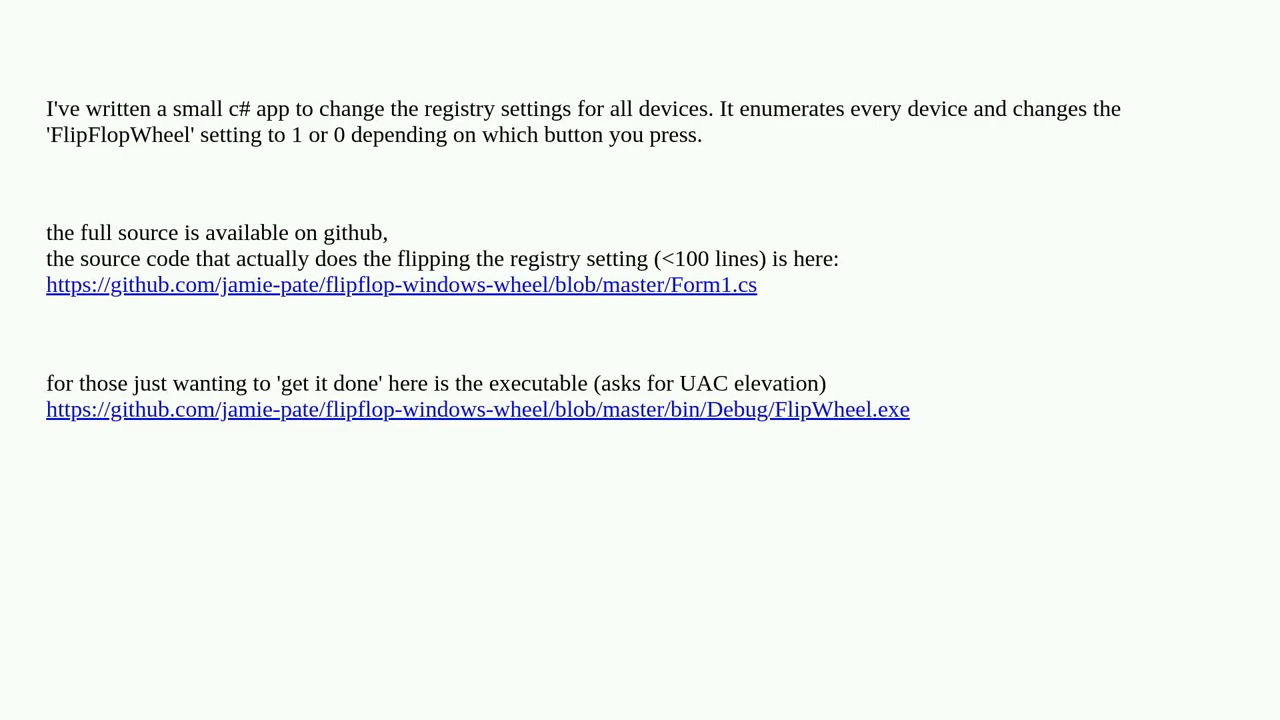 I've written a small c# app to change the registry settings for all devices. It enumerates every device and changes the
'FlipFlopWheel' setting to 1 or 0 depending on which button you press.
the full source is available on github,
the source code that actually does the flipping the registry setting (<100 lines) is here:
https://github.com/jamie-pate/flipflop-windows-wheel/blob/master/Form1.cs
for those just wanting to 'get it done' here is the executable (asks for UAC elevation)
https://github.com/jamie-pate/flipflop-windows-wheel/blob/master/bin/Debug/FlipWheel.exe